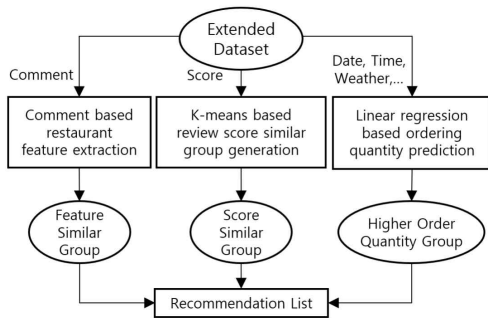 Extended
Dataset
Comment
Score
Date, Time,
Weather,...
Comment based
restaurant
feature extraction
K-means based
review score similar
group generation
Linear regression
based ordering
quantity prediction
Feature
Similar
Group
Score
Similar
Group
Higher Order
Quantity Group
Recommendation List